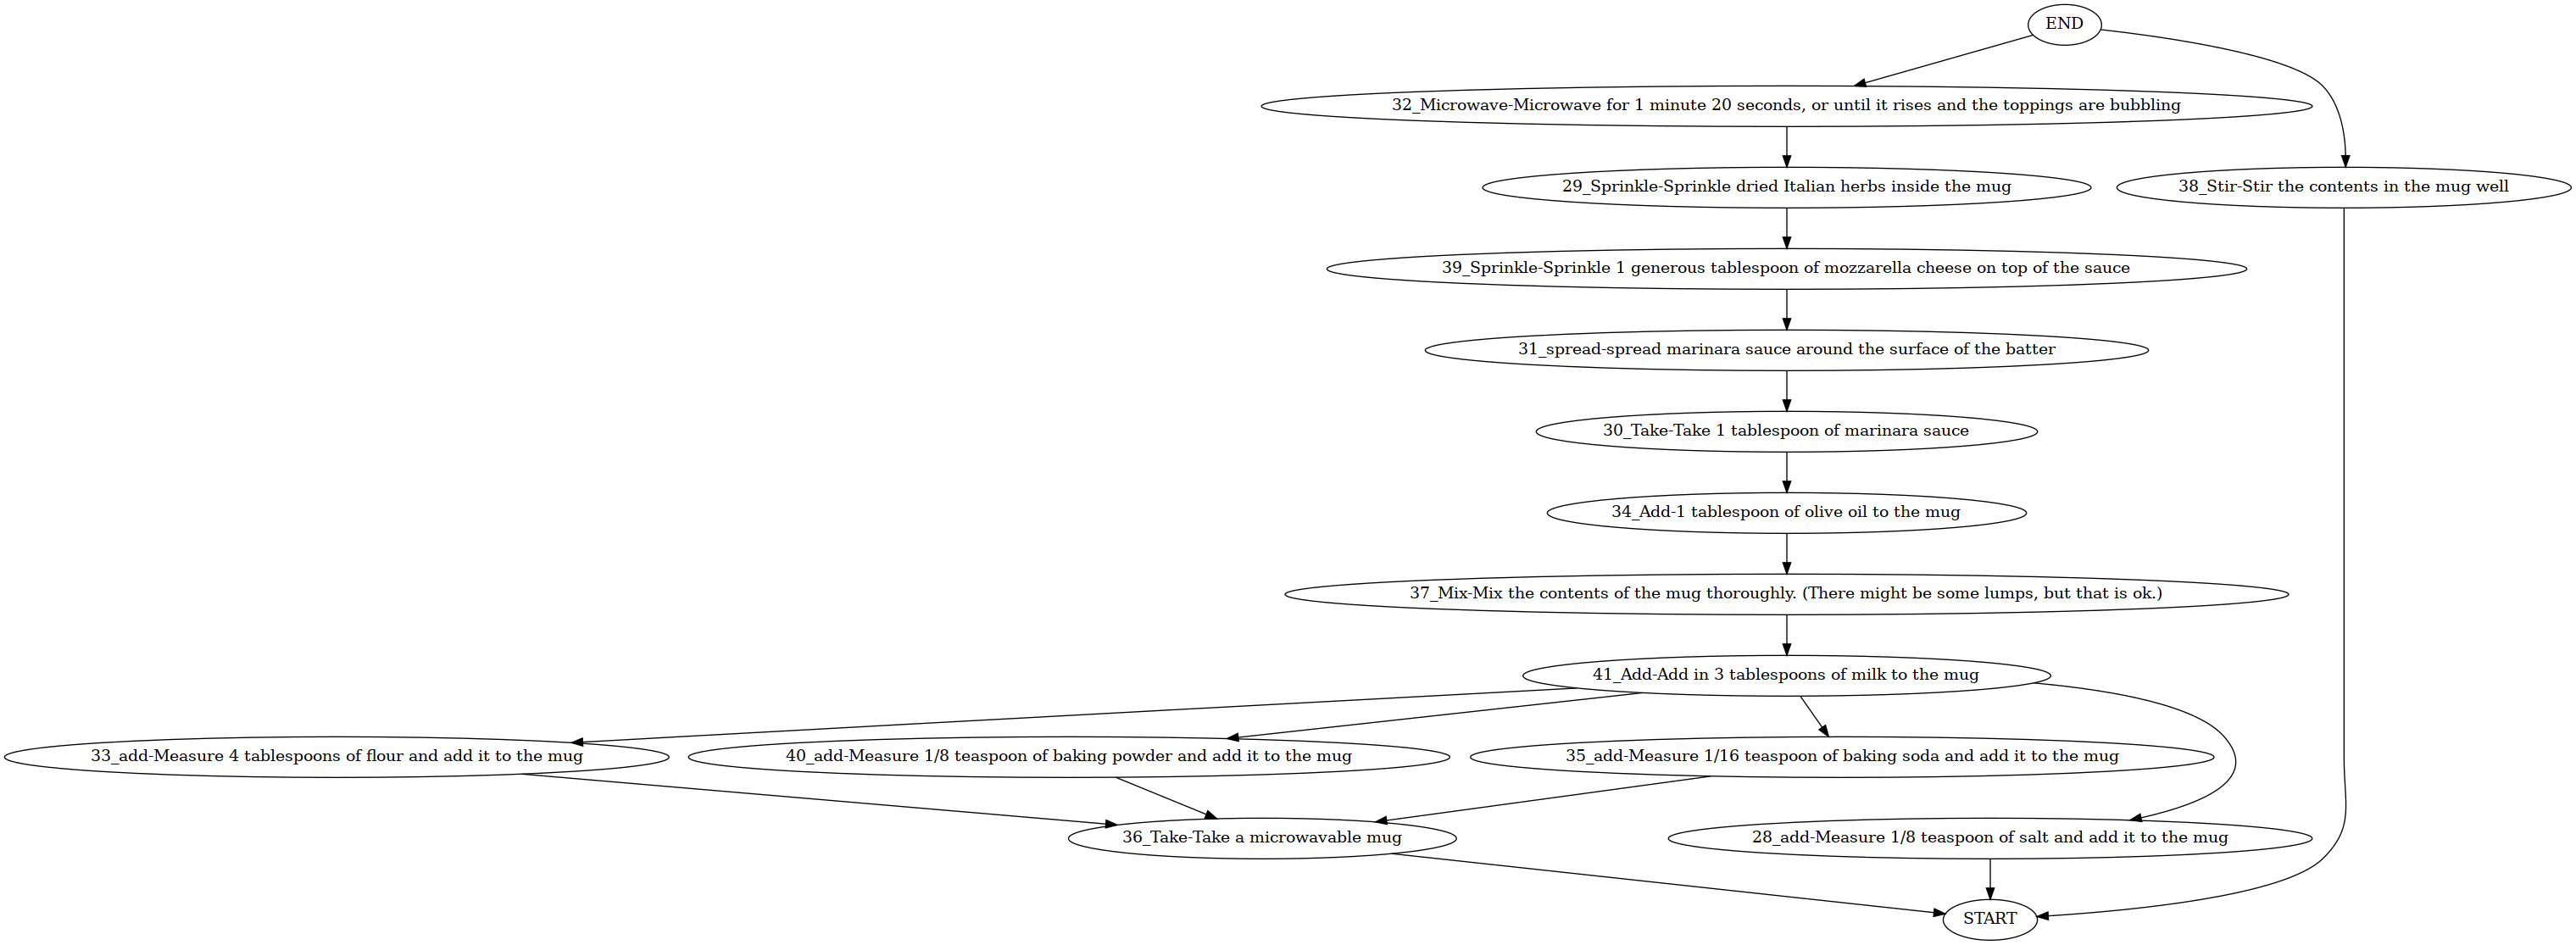 END
32_Microwave-Microwave for 1 minute 20 seconds, or until it rises and the toppings are bubbling
29_Sprinkle-Sprinkle dried Italian herbs inside the mug
38_Stir-Stir the contents in the mug well
39_Sprinkle-Sprinkle 1 generous tablespoon of mozzarella cheese on top of the sauce
31_spread-spread marinara sauce around the surface of the batter
30_Take-Take 1 tablespoon of marinara sauce
34_Add-1 tablespoon of olive oil to the mug
37_Mix-Mix the contents of the mug thoroughly. (There might be some lumps, but that is ok.)
41_Add-Add in 3 tablespoons of milk to the mug
33_add-Measure 4 tablespoons of flour and add it to the mug
40_add-Measure 1/8 teaspoon of baking powder and add it to the mug
35_add-Measure 1/16 teaspoon of baking soda and add it to the mug
36_Take-Take a microwavable mug
28_add-Measure 1/8 teaspoon of salt and add it to the mug
START